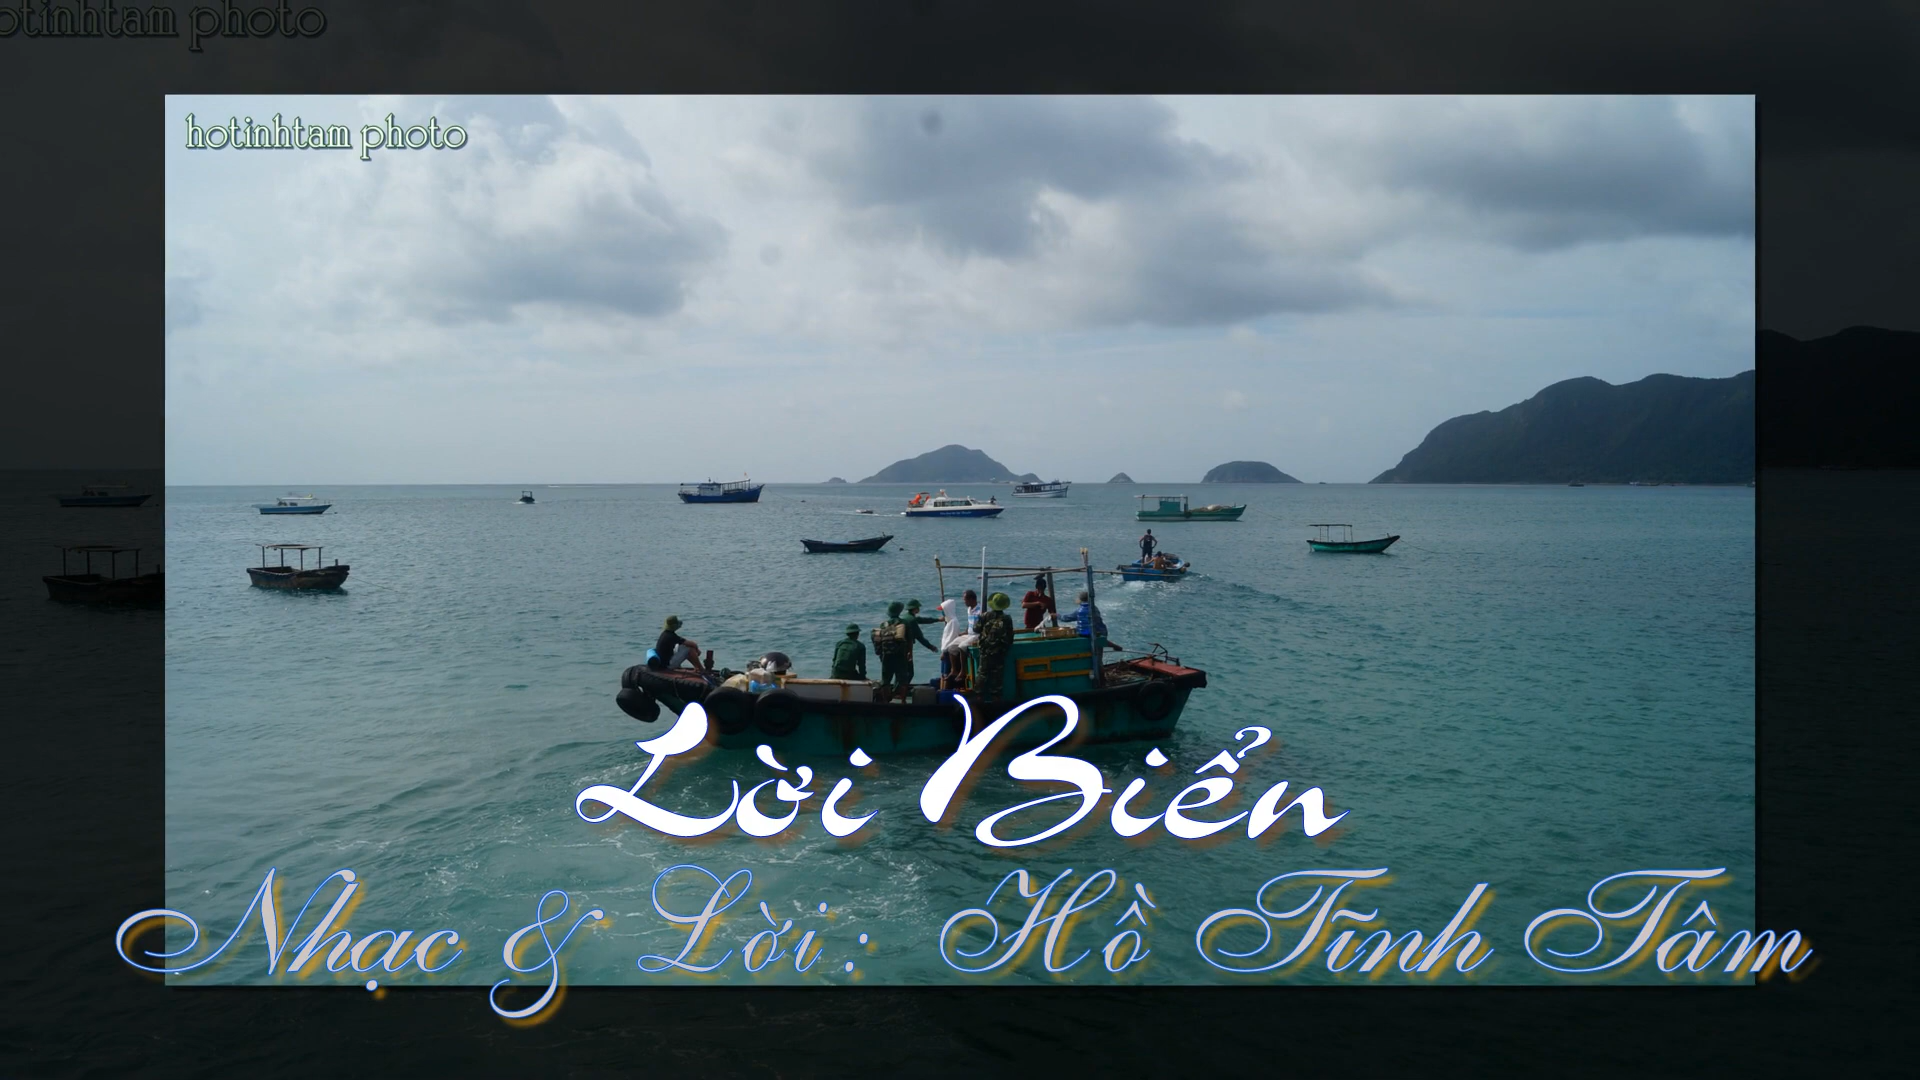 otinhtam photo
hotinhtam photo
Lời Biển
Nhạc & Lời : Hồ Tĩnh Tâm